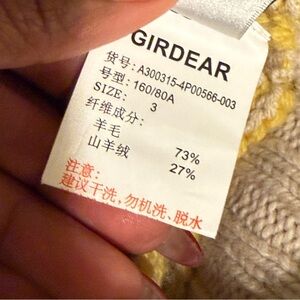 GIRDEAR
货号: A300315-4P00566-003
号型: 160/80A
SIZE: 3
纤维成分:
羊毛 73%
山羊绒 27%
注意:
建议干洗, 勿机洗、脱水